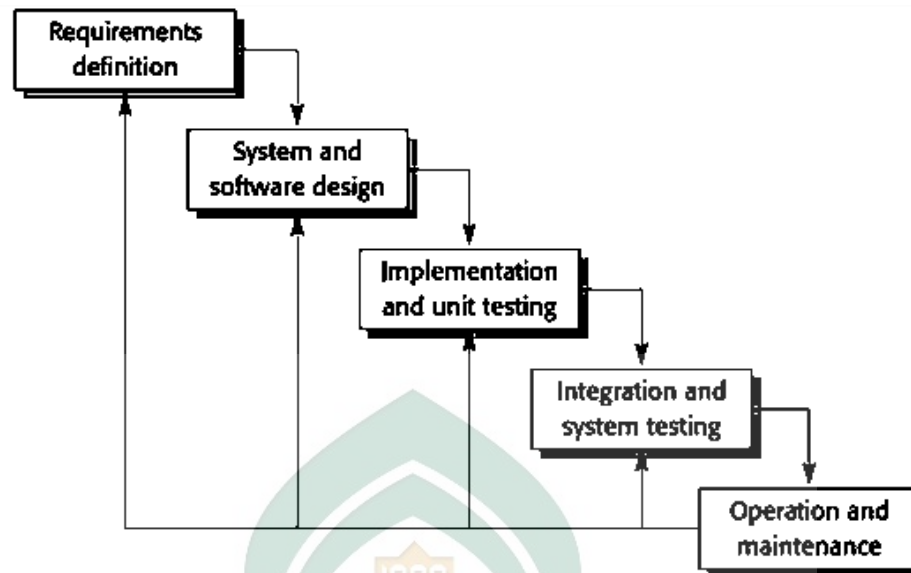 Requirements
definition
System and
software design
Implementation
and unit testing
Integration and
system testing
Operation and
maintenance